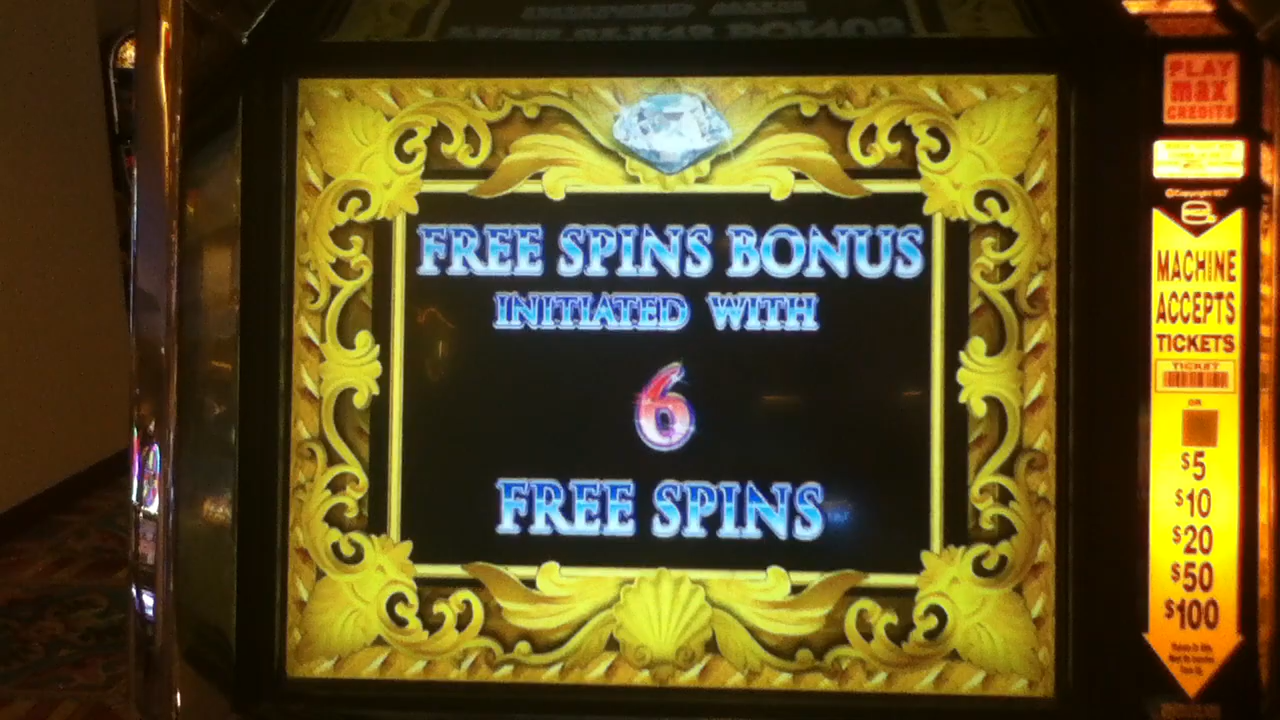 FREE SPINS BONUS
INITIATED WITH
6
FREE SPINS
PLAY
max
CREDITS
MACHINE
ACCEPTS
TICKETS
TICKET
OR
$5
$10
$20
$50
$100